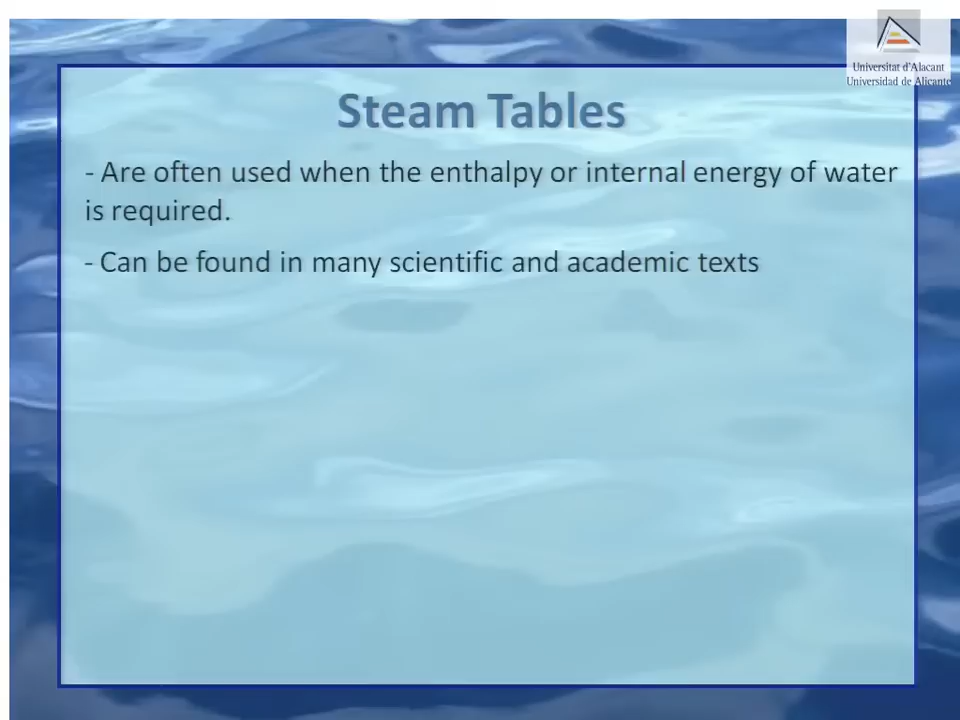 Universitat d'Alacant
Universidad de Alicante
Steam Tables
- Are often used when the enthalpy or internal energy of water
is required.
- Can be found in many scientific and academic texts